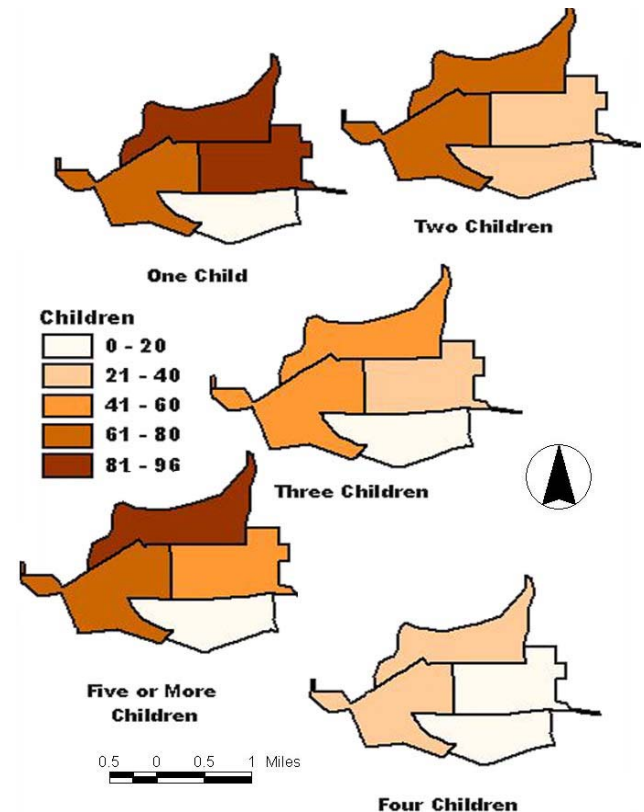 Two Children
One Child
Children
0 - 20
21 - 40
41 - 60
61 - 80
81 - 96
Three Children
Five or More
Children
0.5 0 0.5 1 Miles
Four Children